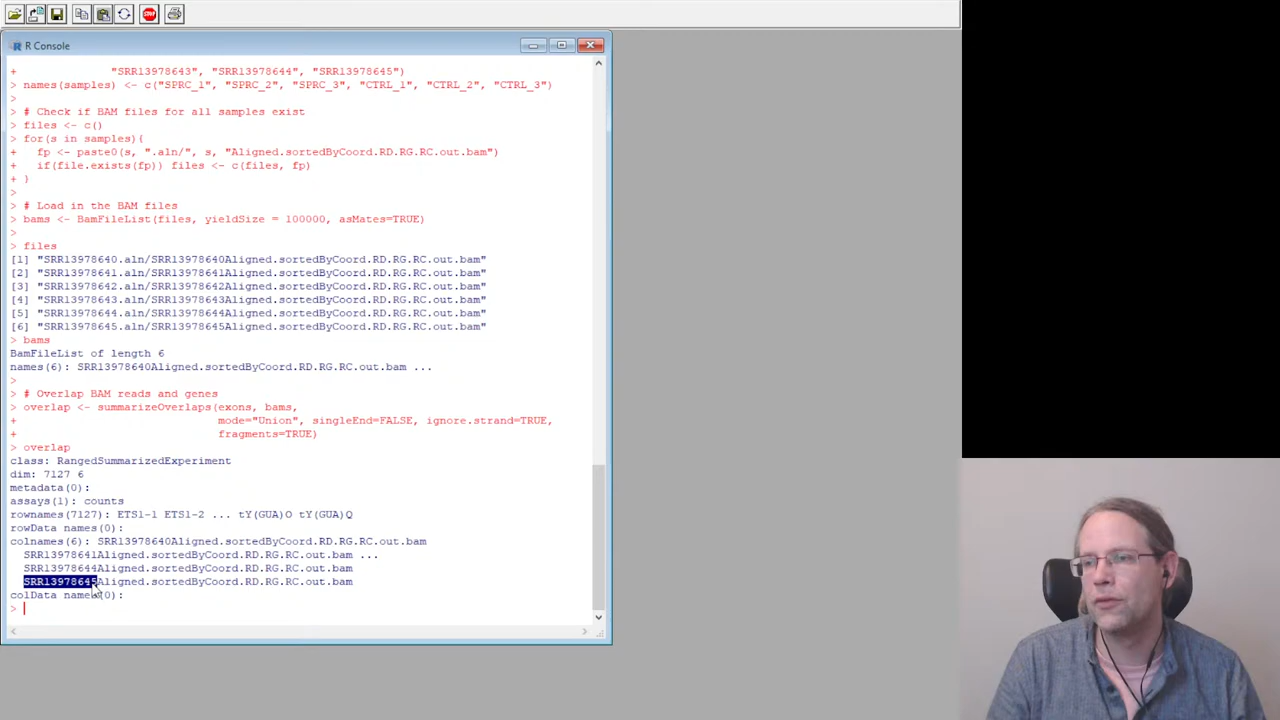 R Console
+ "SRR13978643", "SRR13978644", "SRR13978645")
> names(samples) <- c("SPRC_1", "SPRC_2", "SPRC_3", "CTRL_1", "CTRL_2", "CTRL_3")
>
> # Check if BAM files for all samples exist
> files <- c()
> for(s in samples){
+ fp <- paste0(s, ".aln/", s, "Aligned.sortedByCoord.RD.RG.RC.out.bam")
+ if(file.exists(fp)) files <- c(files, fp)
+ }
>
> # Load in the BAM files
> bams <- BamFileList(files, yieldSize = 100000, asMates=TRUE)
>
> files
[1] "SRR13978640.aln/SRR13978640Aligned.sortedByCoord.RD.RG.RC.out.bam"
[2] "SRR13978641.aln/SRR13978641Aligned.sortedByCoord.RD.RG.RC.out.bam"
[3] "SRR13978642.aln/SRR13978642Aligned.sortedByCoord.RD.RG.RC.out.bam"
[4] "SRR13978643.aln/SRR13978643Aligned.sortedByCoord.RD.RG.RC.out.bam"
[5] "SRR13978644.aln/SRR13978644Aligned.sortedByCoord.RD.RG.RC.out.bam"
[6] "SRR13978645.aln/SRR13978645Aligned.sortedByCoord.RD.RG.RC.out.bam"
> bams
BamFileList of length 6
names(6): SRR13978640Aligned.sortedByCoord.RD.RG.RC.out.bam ...
>
> # Overlap BAM reads and genes
> overlap <- summarizeOverlaps(exons, bams,
+ mode="Union", singleEnd=FALSE, ignore.strand=TRUE,
+ fragments=TRUE)
> overlap
class: RangedSummarizedExperiment
dim: 7127 6
metadata(0):
assays(1): counts
rownames(7127): ETS1-1 ETS1-2 ... tY(GUA)O tY(GUA)Q
rowData names(0):
colnames(6): SRR13978640Aligned.sortedByCoord.RD.RG.RC.out.bam
SRR13978641Aligned.sortedByCoord.RD.RG.RC.out.bam ...
SRR13978644Aligned.sortedByCoord.RD.RG.RC.out.bam
SRR13978645Aligned.sortedByCoord.RD.RG.RC.out.bam
colData names(0):
>